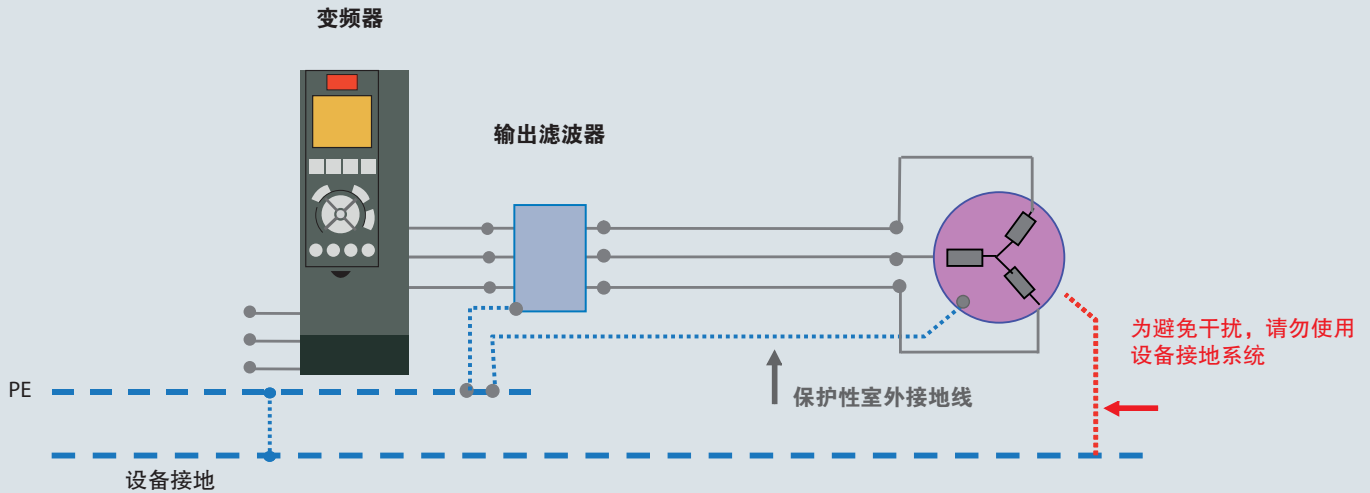 变频器
输出滤波器
为避免干扰，请勿使用
设备接地系统
PE
保护性室外接地线
设备接地